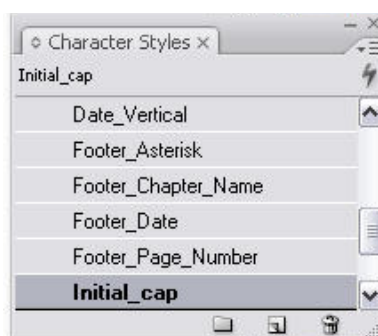 Character Styles
Initial_cap
Date_Vertical
Footer_Asterisk
Footer_Chapter_Name
Footer_Date
Footer_Page_Number
Initial_cap